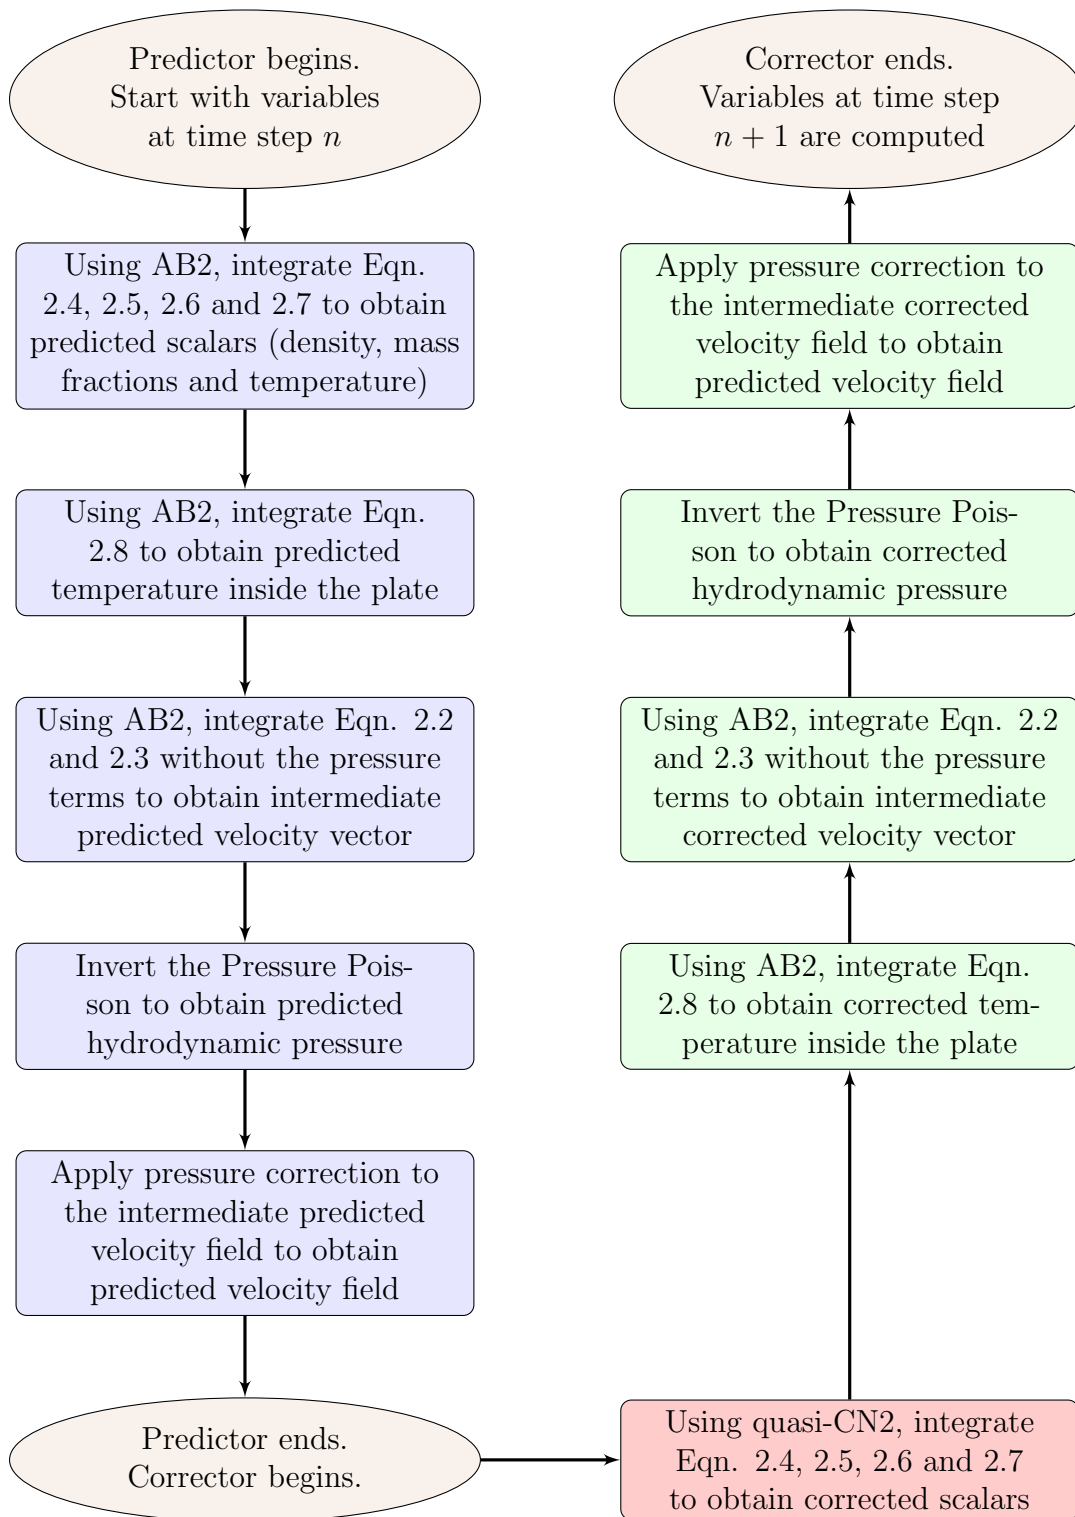 Predictor begins.
Start with variables
at time step n
Using AB2, integrate Eqn.
2.4, 2.5, 2.6 and 2.7 to obtain
predicted scalars (density, mass
fractions and temperature)
Using AB2, integrate Eqn.
2.8 to obtain predicted
temperature inside the plate
Using AB2, integrate Eqn. 2.2
and 2.3 without the pressure
terms to obtain intermediate
predicted velocity vector
Invert the Pressure Pois-
son to obtain predicted
hydrodynamic pressure
Apply pressure correction to
the intermediate predicted
velocity field to obtain
predicted velocity field
Predictor ends.
Corrector begins.
Using quasi-CN2, integrate
Eqn. 2.4, 2.5, 2.6 and 2.7
to obtain corrected scalars
Using AB2, integrate Eqn.
2.8 to obtain corrected tem-
perature inside the plate
Using AB2, integrate Eqn. 2.2
and 2.3 without the pressure
terms to obtain intermediate
corrected velocity vector
Invert the Pressure Pois-
son to obtain corrected
hydrodynamic pressure
Apply pressure correction to
the intermediate corrected
velocity field to obtain
predicted velocity field
Corrector ends.
Variables at time step
n + 1 are computed